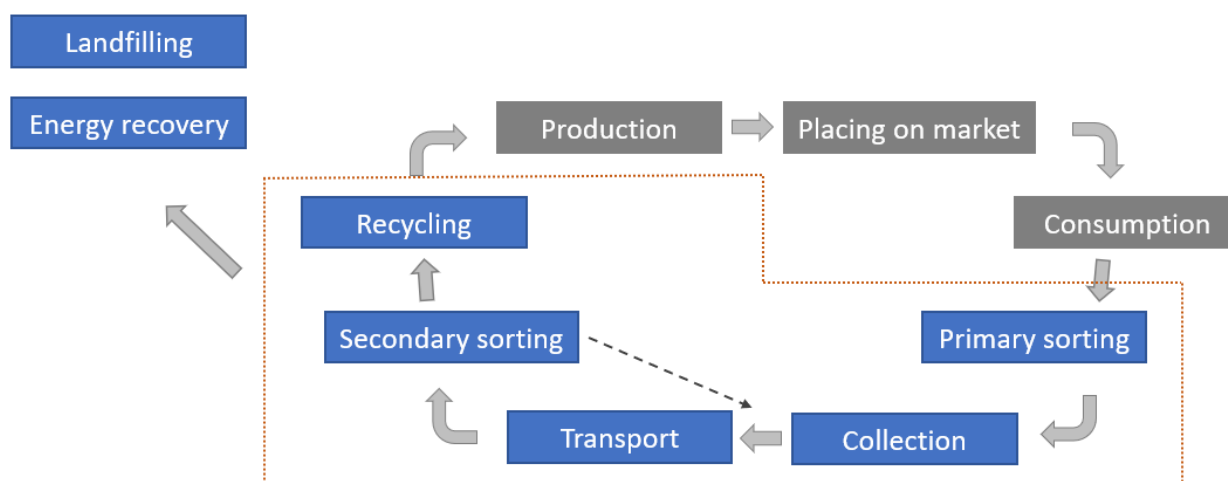 Landfilling
Energy recovery
Production
Placing on market
Recycling
Consumption
Secondary sorting
Primary sorting
Transport
Collection